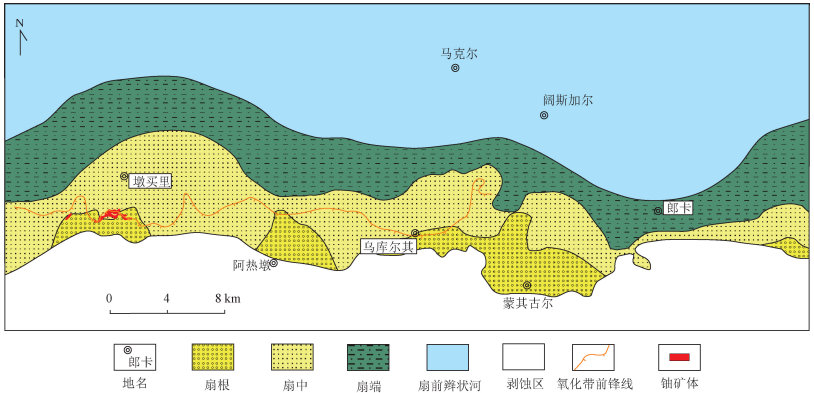 N
马克尔
阔斯加尔
墩买里
郎卡
乌库尔其
阿热墩
蒙其古尔
0 4 8 km
郎卡
地名 扇根 扇中 扇端 扇前辫状河 剥蚀区 氧化带前锋线 铀矿体